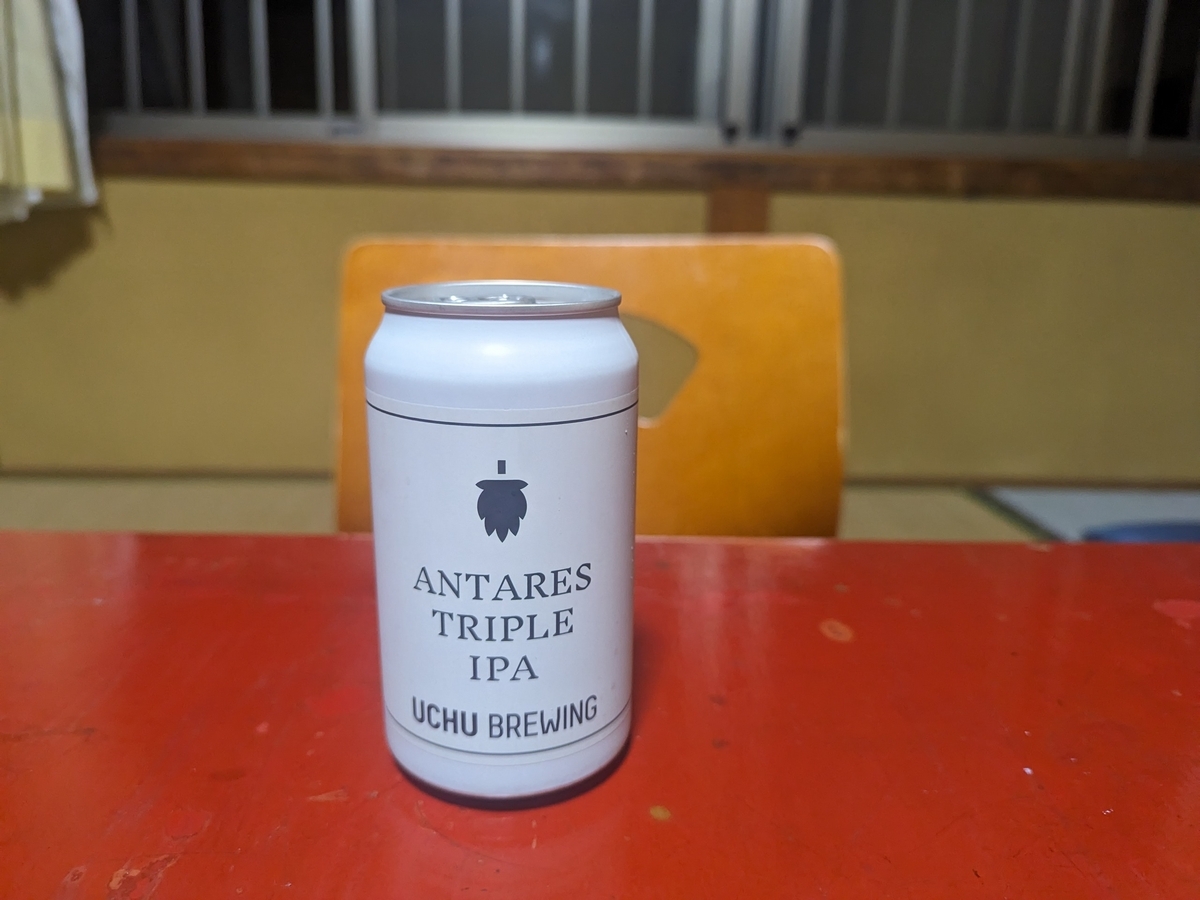 ANTARES
TRIPLE
IPA
UCHU BREWING